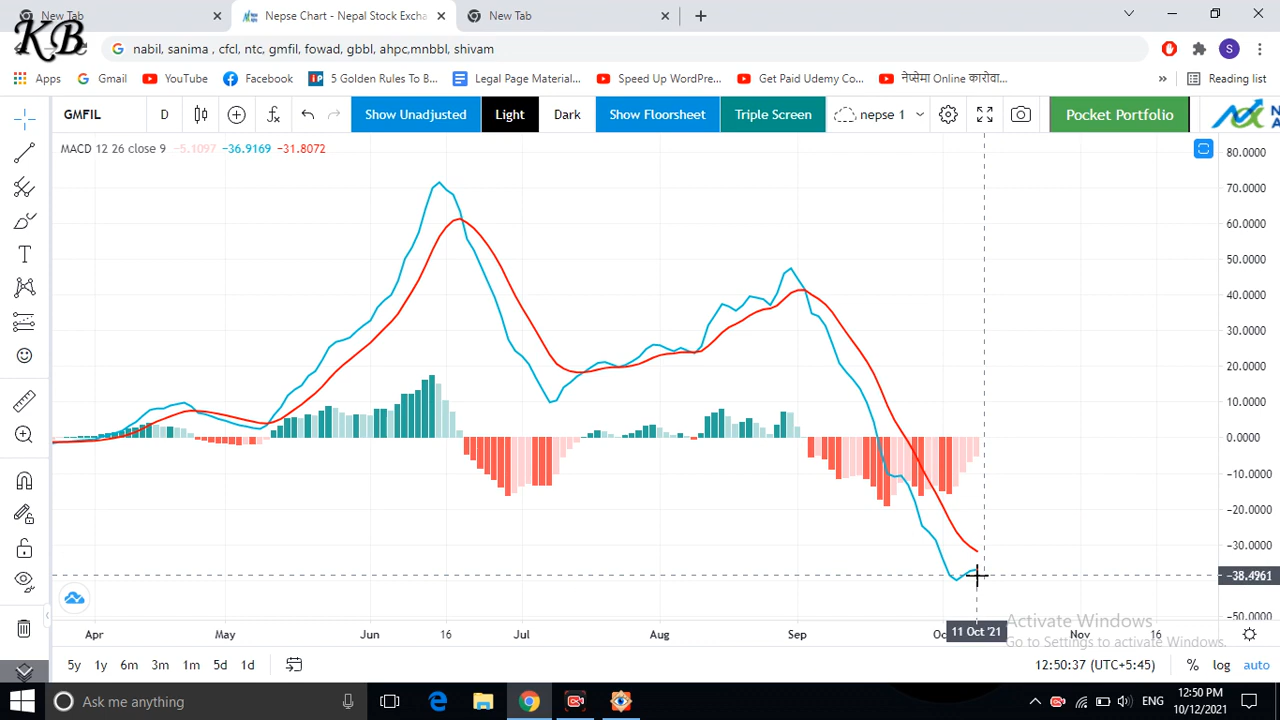 New Tab
Nepse Chart - Nepal Stock Excha
New Tab
KB
nabil, sanima , cfcl, ntc, gmfil, fowad, gbbl, ahpc,mnbbl, shivam
S
Apps
Gmail
YouTube
Facebook
5 Golden Rules To B...
Legal Page Material...
Speed Up WordPre...
Get Paid Udemy Co...
नेप्सेमा Online कारोवा...
»
Reading list
GMFIL
D
Show Unadjusted
Light
Dark
Show Floorsheet
Triple Screen
nepse 1
Pocket Portfolio
MACD 12 26 close 9 −5.1097 −36.9169 −31.8072
80.0000
70.0000
60.0000
50.0000
40.0000
30.0000
20.0000
10.0000
0.0000
−10.0000
−20.0000
−30.0000
−38.4961
−50.0000
Apr
May
Jun
16
Jul
Aug
Sep
11 Oct '21
Nov
16
Activate Windows
Go to Settings to activate Windows.
5y
1y
6m
3m
1m
5d
1d
12:50:37 (UTC+5:45)
%
log
auto
Ask me anything
ENG
12:50 PM
10/12/2021